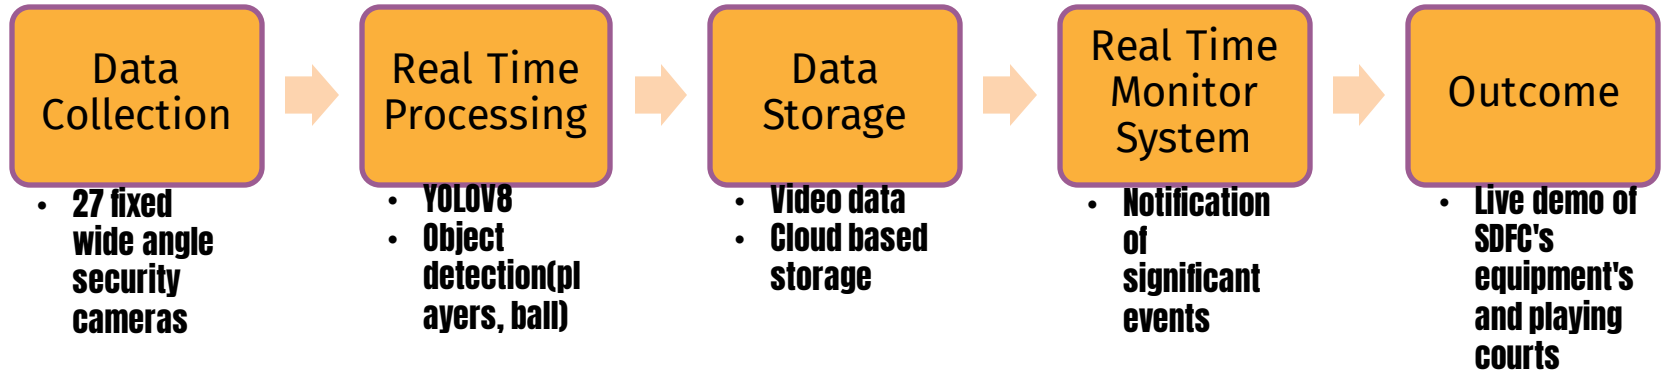 Data
Collection
Real Time
Processing
Data
Storage
Real Time
Monitor
System
Outcome
• 27 fixed
wide angle
security
cameras
• YOLOV8
• Object
detection(pl
ayers, ball)
• Video data
• Cloud based
storage
• Notification
of
significant
events
• Live demo of
SDFC's
equipment's
and playing
courts